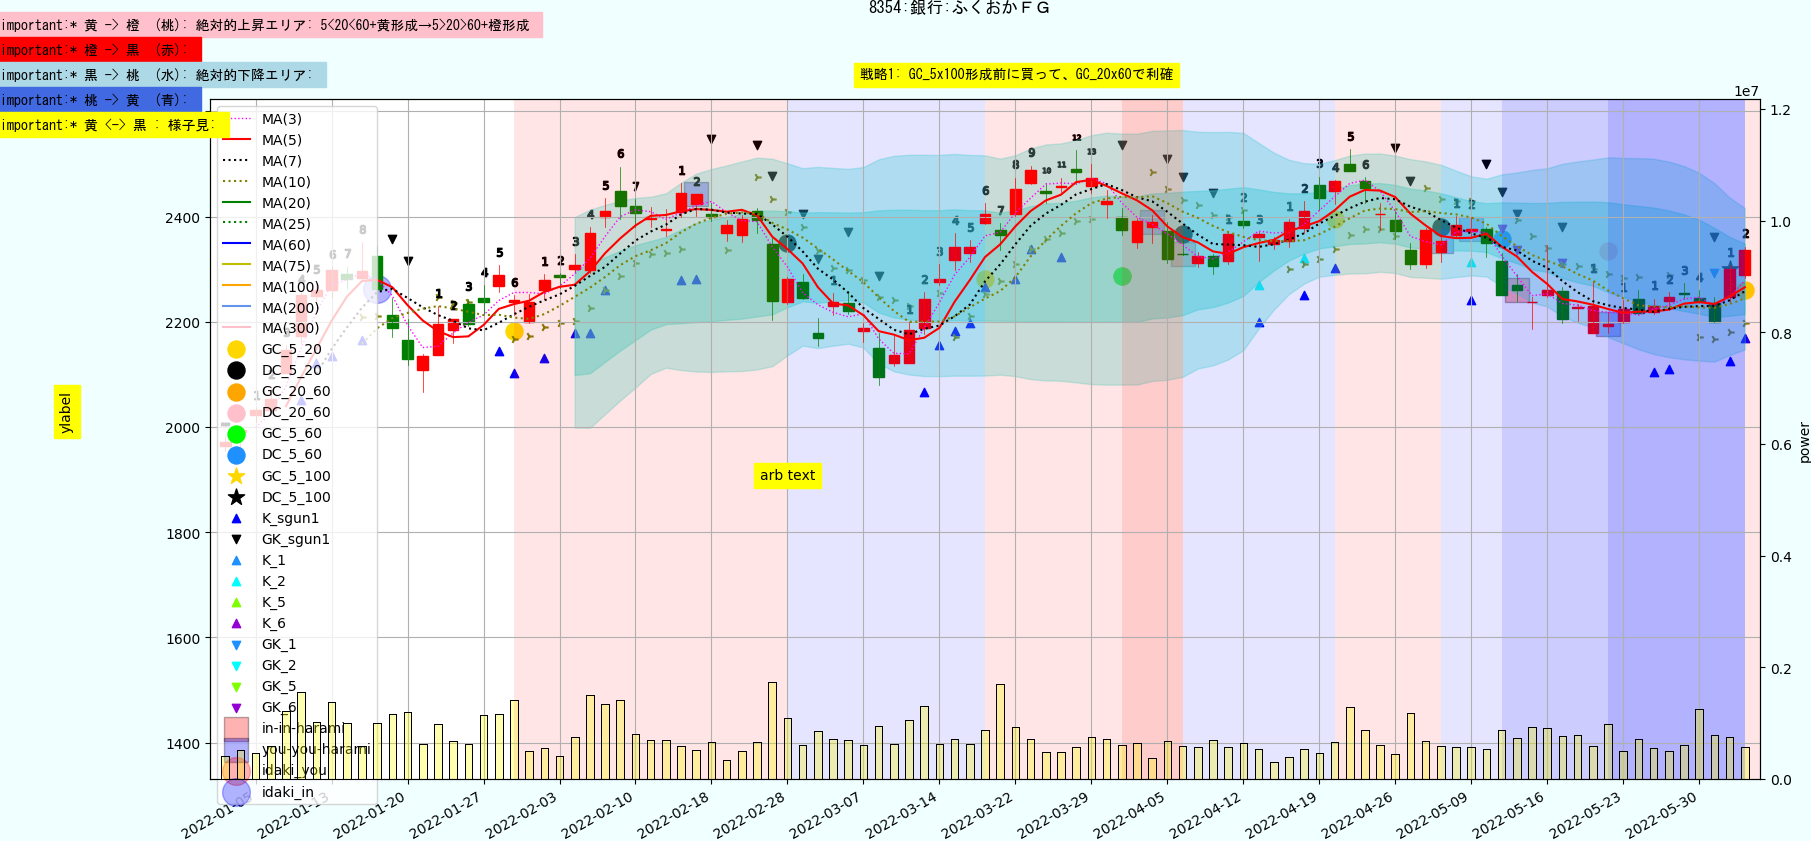 8354:銀行:ふくおかＦＧ
important:* 黄 -> 橙 (桃): 絶対的上昇エリア: 5<20<60+黄形成→5>20>60+橙形成
important:* 橙 -> 黒 (赤):
important:* 黒 -> 桃 (水): 絶対的下降エリア:
important:* 桃 -> 黄 (青):
important:* 黄 <-> 黒 : 様子見:
戦略1: GC_5x100形成前に買って、GC_20x60で利確
1e7
MA(3)
MA(5)
MA(7)
MA(10)
MA(20)
MA(25)
MA(60)
MA(75)
MA(100)
MA(200)
MA(300)
GC_5_20
DC_5_20
GC_20_60
DC_20_60
GC_5_60
DC_5_60
GC_5_100
DC_5_100
K_sgun1
GK_sgun1
K_1
K_2
K_5
K_6
GK_1
GK_2
GK_5
GK_6
in-in-harami
you-you-harami
idaki_you
idaki_in
ylabel
2400
2200
2000
1800
1600
1400
arb text
1.2
1.0
0.8
0.6
0.4
0.2
0.0
power
2022-01-05
2022-01-13
2022-01-20
2022-01-27
2022-02-03
2022-02-10
2022-02-18
2022-02-28
2022-03-07
2022-03-14
2022-03-22
2022-03-29
2022-04-05
2022-04-12
2022-04-19
2022-04-26
2022-05-09
2022-05-16
2022-05-23
2022-05-30